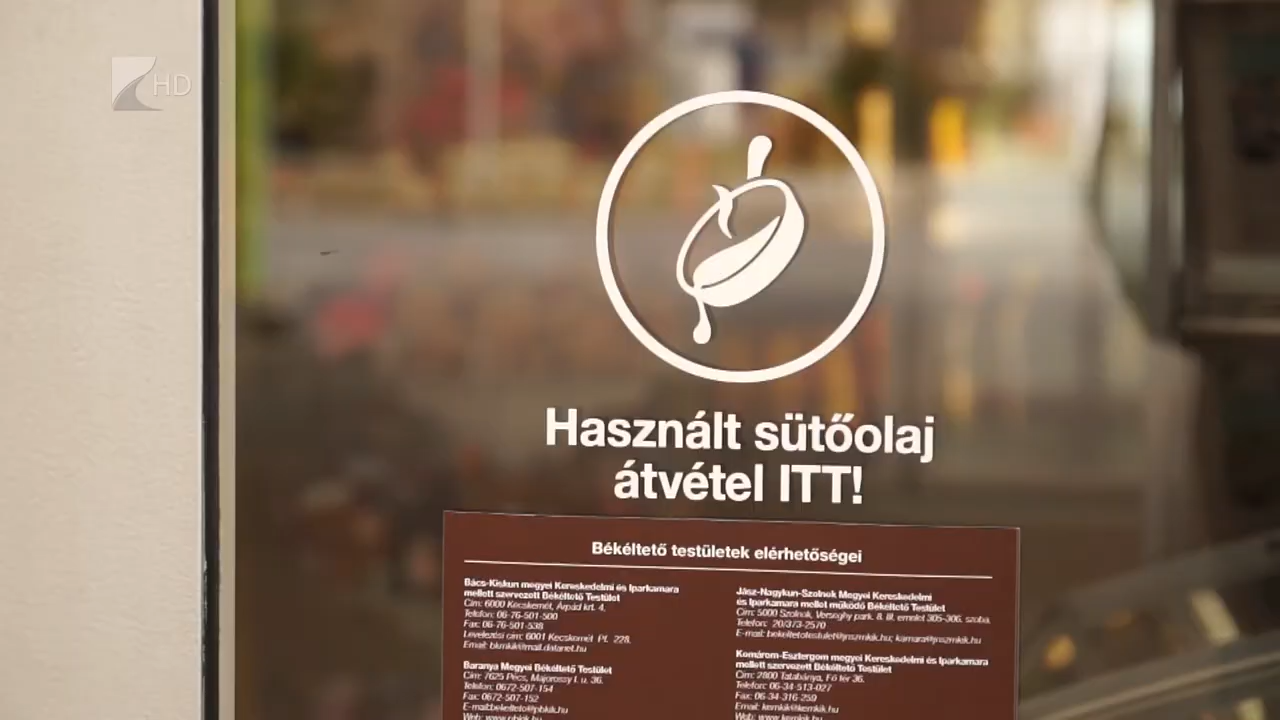 HD
Használt sütőolaj
átvétel ITT!
Békéltető testületek elérhetőségei
Bács-Kiskun megyei Kereskedelmi és Iparkamara
mellett szervezett Békéltető Testület
Cím: 6000 Kecskemét, Árpád krt. 4.
Telefon: 06-76-501-500
Fax: 06-76-501-538
Levelezési cím: 6001 Kecskemét Pf. 228.
Email: bkmkik@mail.datanet.hu
Baranya Megyei Békéltető Testület
Cím: 7625 Pécs, Majorossy I. u. 36.
Telefon: 0672-507-154
Fax: 0672-507-152
E-mail:bekelteto@pbkik.hu
Web: www.pbkik.hu
Jász-Nagykun-Szolnok Megyei Kereskedelmi
és Iparkamara mellet működő Békéltető Testület
Cím: 5000 Szolnok, Verseghy park. 8. III. emelet 305-306. szoba.
Telefon: 20/373-2570
E-mail: bekeltetotestulet@jnszmkik.hu; kamara@jnszmkik.hu
Komárom-Esztergom megyei Kereskedelmi és Iparkamara
mellett szervezett Békéltető Testület
Cím: 2800 Tatabánya, Fő tér 36.
Telefon: 06-34-513-027
Fax: 06-34-316-259
Email: kemkik@kemkik.hu
Web: www.kemkik.hu